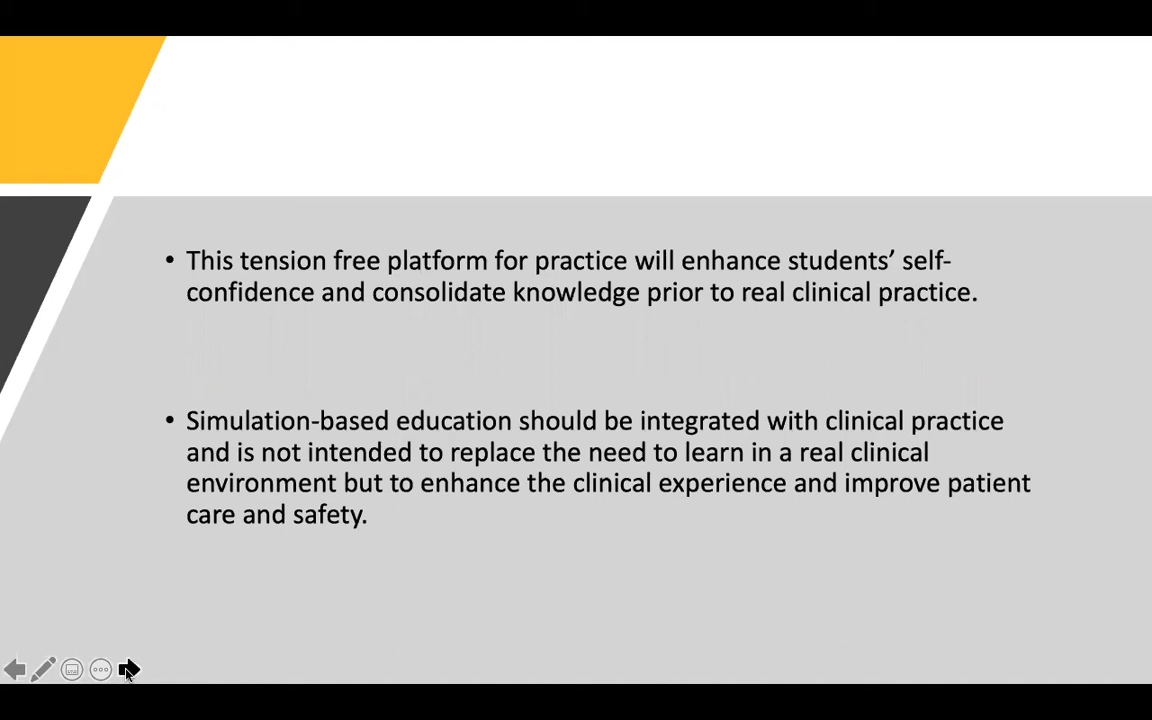 • This tension free platform for practice will enhance students’ self-
confidence and consolidate knowledge prior to real clinical practice.
• Simulation-based education should be integrated with clinical practice
and is not intended to replace the need to learn in a real clinical
environment but to enhance the clinical experience and improve patient
care and safety.